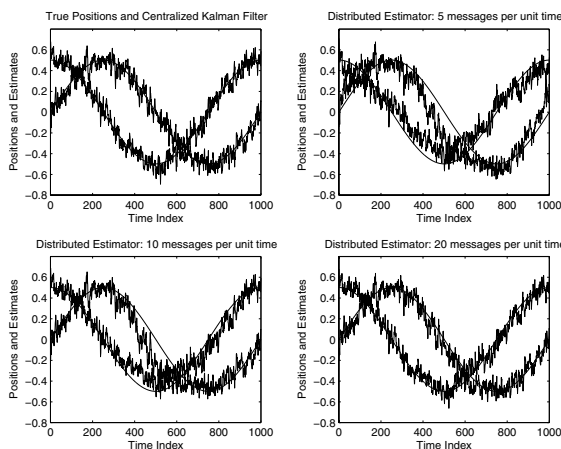 True Positions and Centralized Kalman Filter
Positions and Estimates
0.6
0.4
0.2
0
−0.2
−0.4
−0.6
−0.8
0 200 400 600 800 1000
Time Index
Distributed Estimator: 5 messages per unit time
Positions and Estimates
0.6
0.4
0.2
0
−0.2
−0.4
−0.6
−0.8
0 200 400 600 800 1000
Time Index
Distributed Estimator: 10 messages per unit time
Positions and Estimates
0.6
0.4
0.2
0
−0.2
−0.4
−0.6
−0.8
0 200 400 600 800 1000
Time Index
Distributed Estimator: 20 messages per unit time
Positions and Estimates
0.6
0.4
0.2
0
−0.2
−0.4
−0.6
−0.8
0 200 400 600 800 1000
Time Index